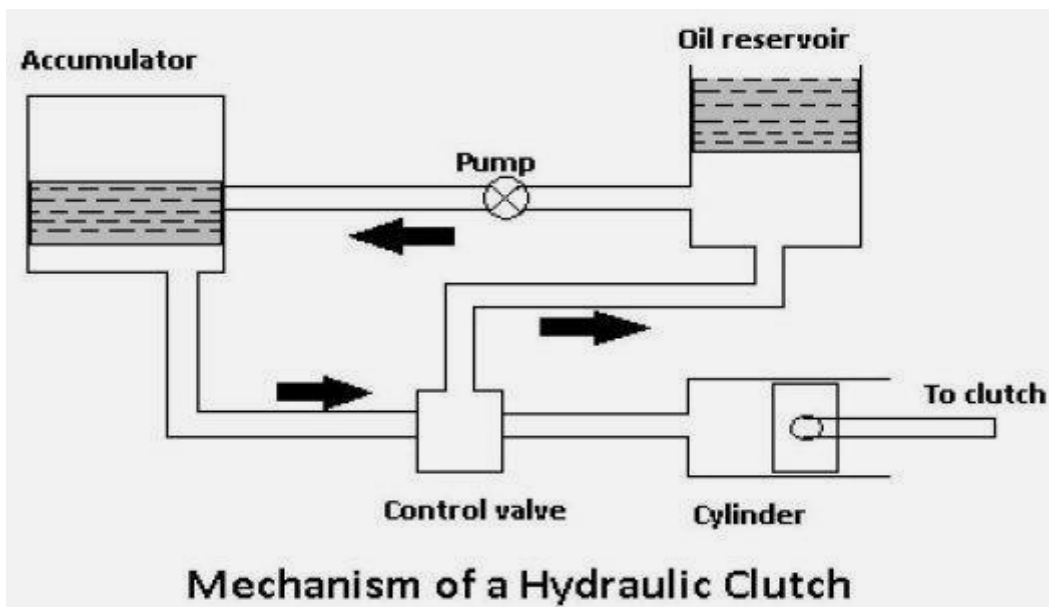 Oil reservoir
Accumulator
Pump
To clutch
Control valve
Cylinder
Mechanism of a Hydraulic Clutch